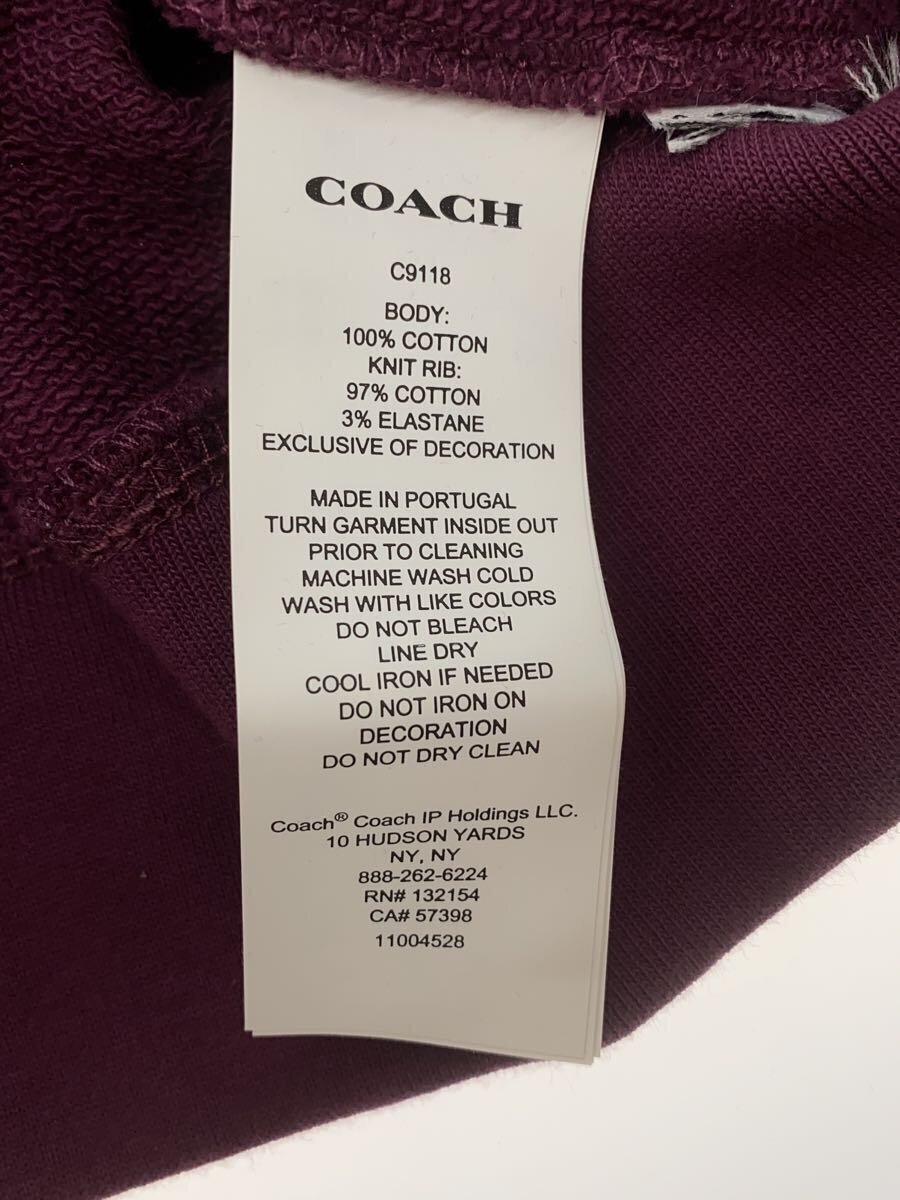 COACH
C9118
BODY:
100% COTTON
KNIT RIB:
97% COTTON
3% ELASTANE
EXCLUSIVE OF DECORATION
MADE IN PORTUGAL
TURN GARMENT INSIDE OUT
PRIOR TO CLEANING
MACHINE WASH COLD
WASH WITH LIKE COLORS
DO NOT BLEACH
LINE DRY
COOL IRON IF NEEDED
DO NOT IRON ON
DECORATION
DO NOT DRY CLEAN
Coach® Coach IP Holdings LLC.
10 HUDSON YARDS
NY, NY
888-262-6224
RN# 132154
CA# 57398
11004528